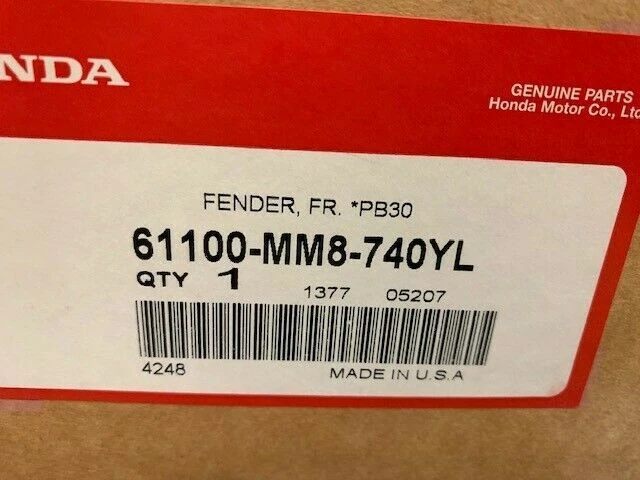 NDA
GENUINE PARTS
Honda Motor Co., Ltd
FENDER, FR. *PB30
61100-MM8-740YL
QTY 1 1377 05207
4248 MADE IN U.S.A